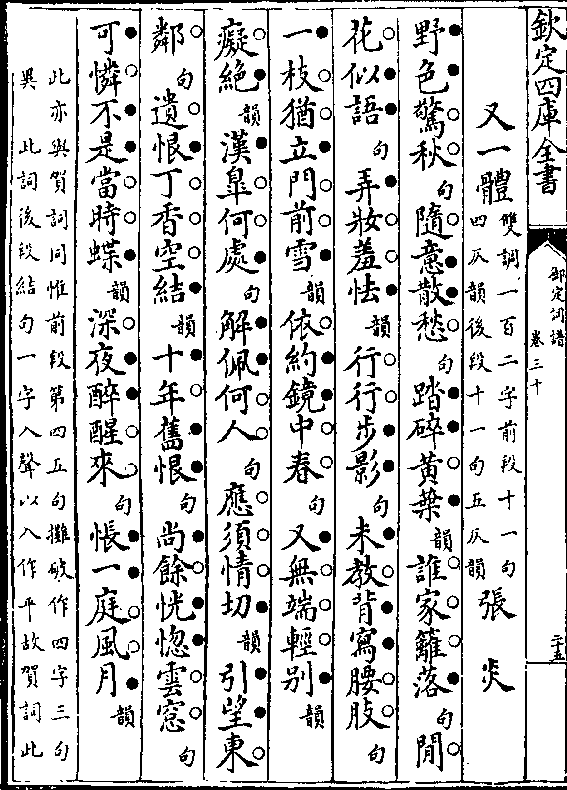 欽定四庫全書
御定詞譜
卷三十
二十五
又一體
雙調一百二字前段十一句
四仄韻後段十一句五仄韻
張炎
野色驚秋句隨意散愁句踏碎黃葉韻誰家籬落句閒
花似語句弄妝羞怯韻行行步影句未教背寫腰肢句
一枝猶立門前雪韻依約鏡中春句又無端輕別韻
癡絶韻漢臯何處句解佩何人句應須情切韻引望東
鄰句遺恨丁香空結韻十年舊恨句尚餘恍惚雲窓句
可憐不是當時蝶韻深夜醉醒來句悵一庭風月韻
此亦與賀詞同惟前段第四五句攤破作四字三句
異此詞後段結句一字入聲以入作平故賀詞此